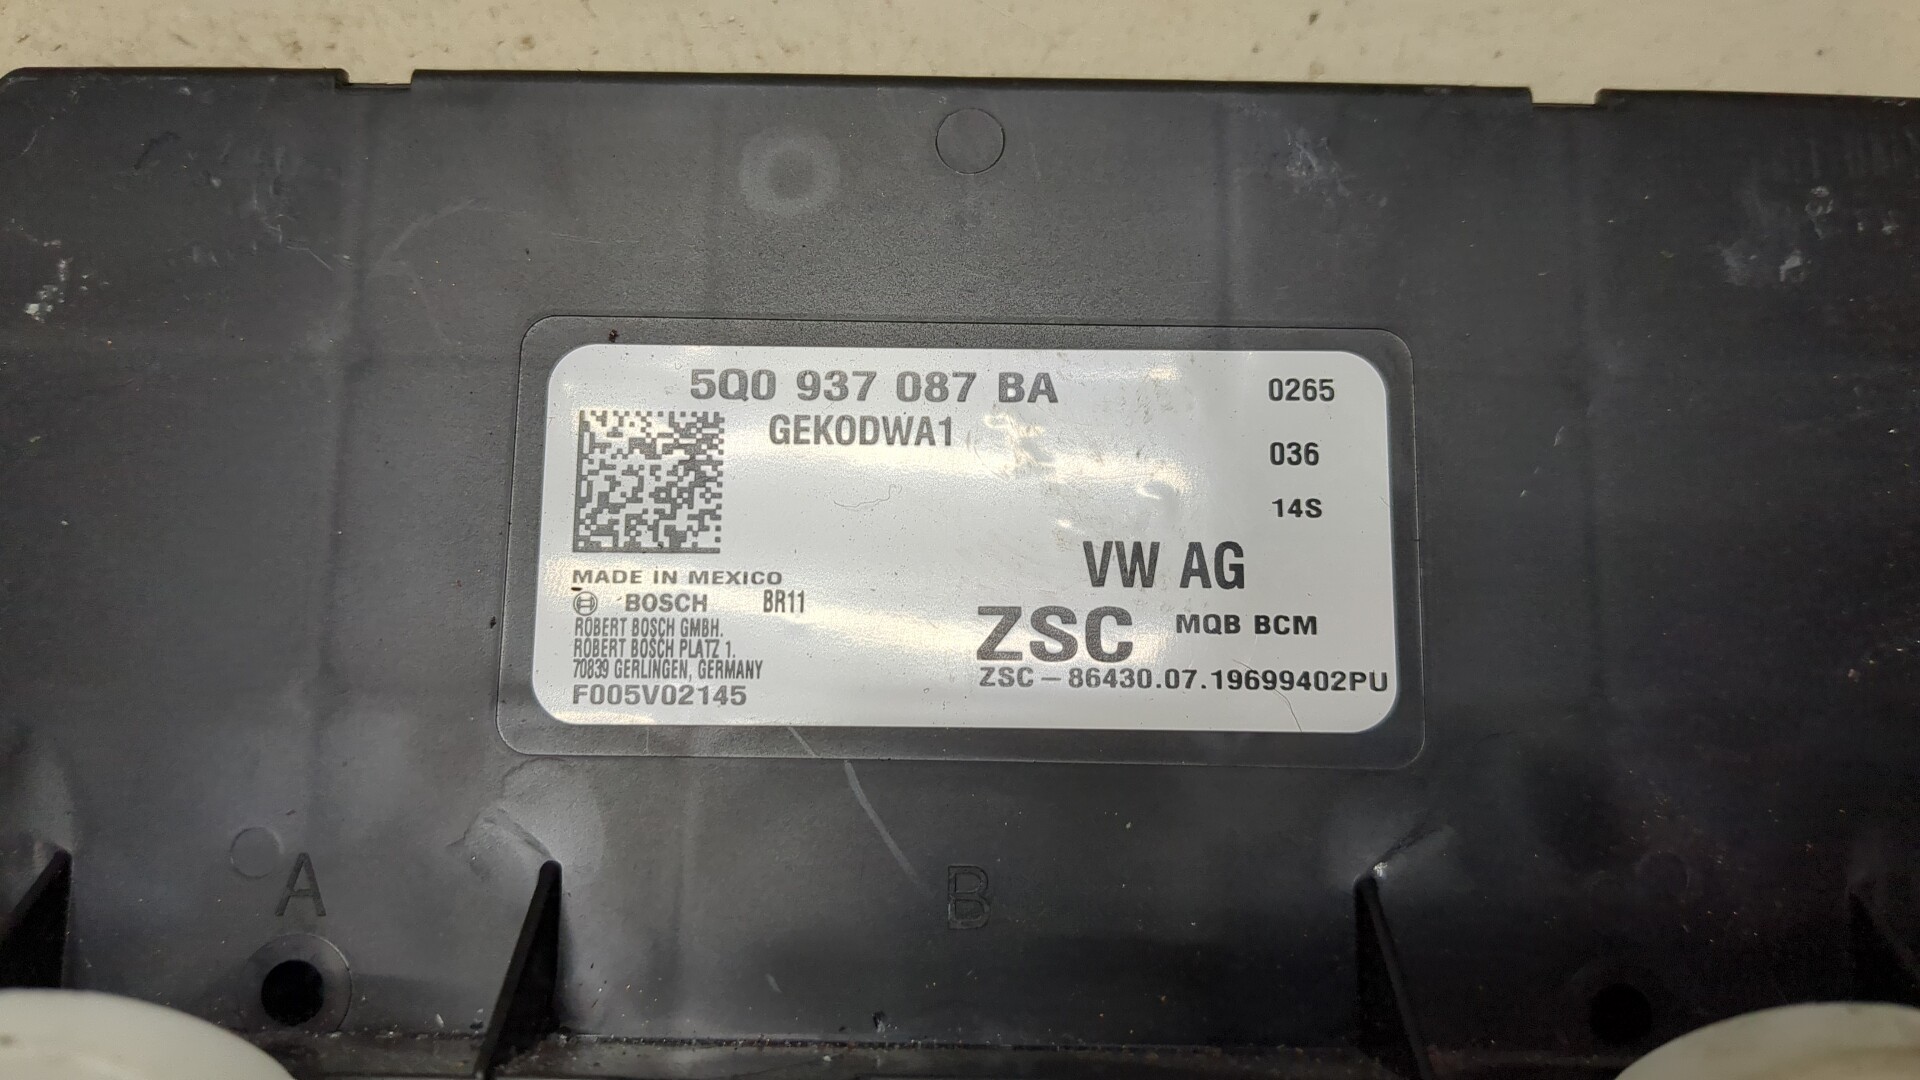 5Q0 937 087 BA
0265
GEKODWA1
036
14S
VW AG
MADE IN MEXICO
BOSCH BR11
ZSC MQB BCM
ROBERT BOSCH GMBH.
ROBERT BOSCH PLATZ 1.
70839 GERLINGEN, GERMANY
ZSC-86430.07.19699402PU
F005V02145
A
B